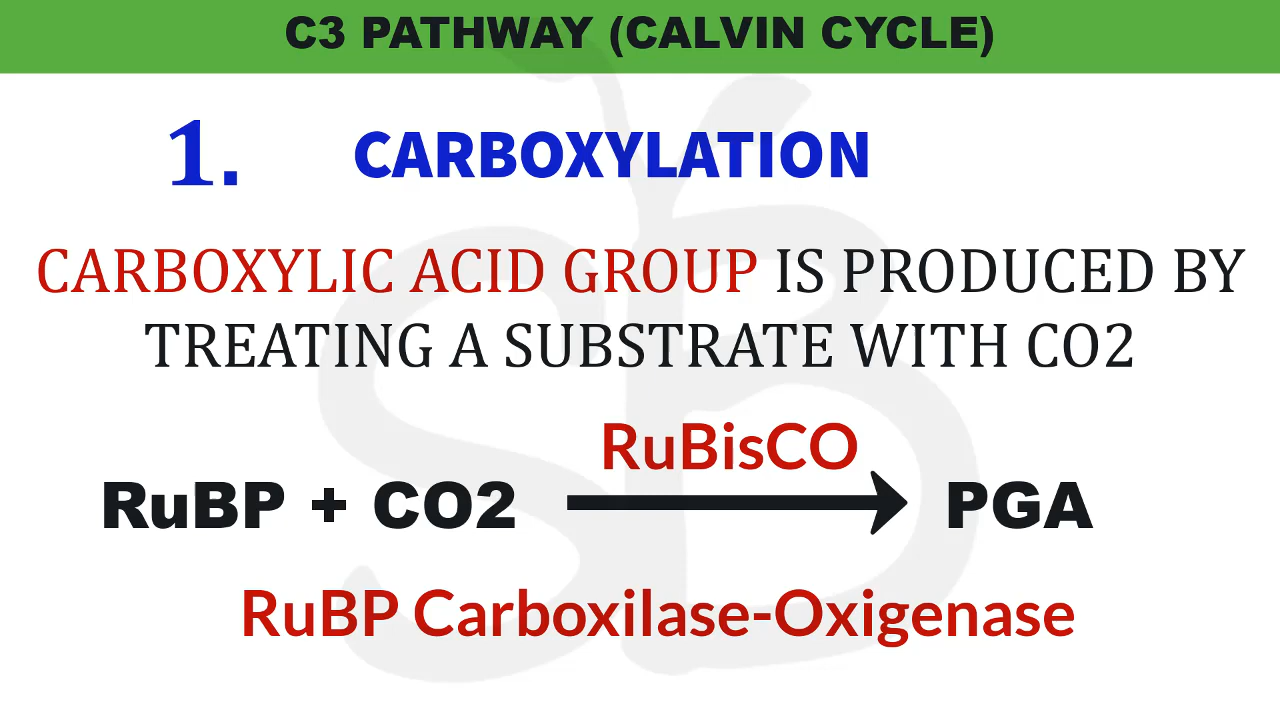 C3 PATHWAY (CALVIN CYCLE)
1. CARBOXYLATION
CARBOXYLIC ACID GROUP IS PRODUCED BY
TREATING A SUBSTRATE WITH CO2
RuBisCO
RuBP + CO2 PGA
RuBP Carboxilase-Oxigenase
SB